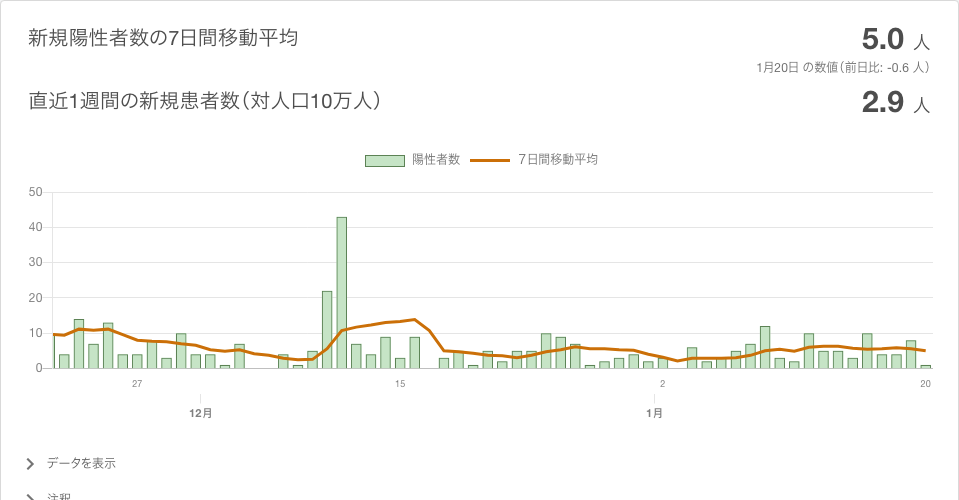 新規陽性者数の7日間移動平均
5.0 人
1月20日 の数値（前日比: -0.6 人）
直近1週間の新規患者数（対人口10万人）
2.9 人
陽性者数 7日間移動平均
50
40
30
20
10
0
27 15 2 20
12月 1月
データを表示
注釈